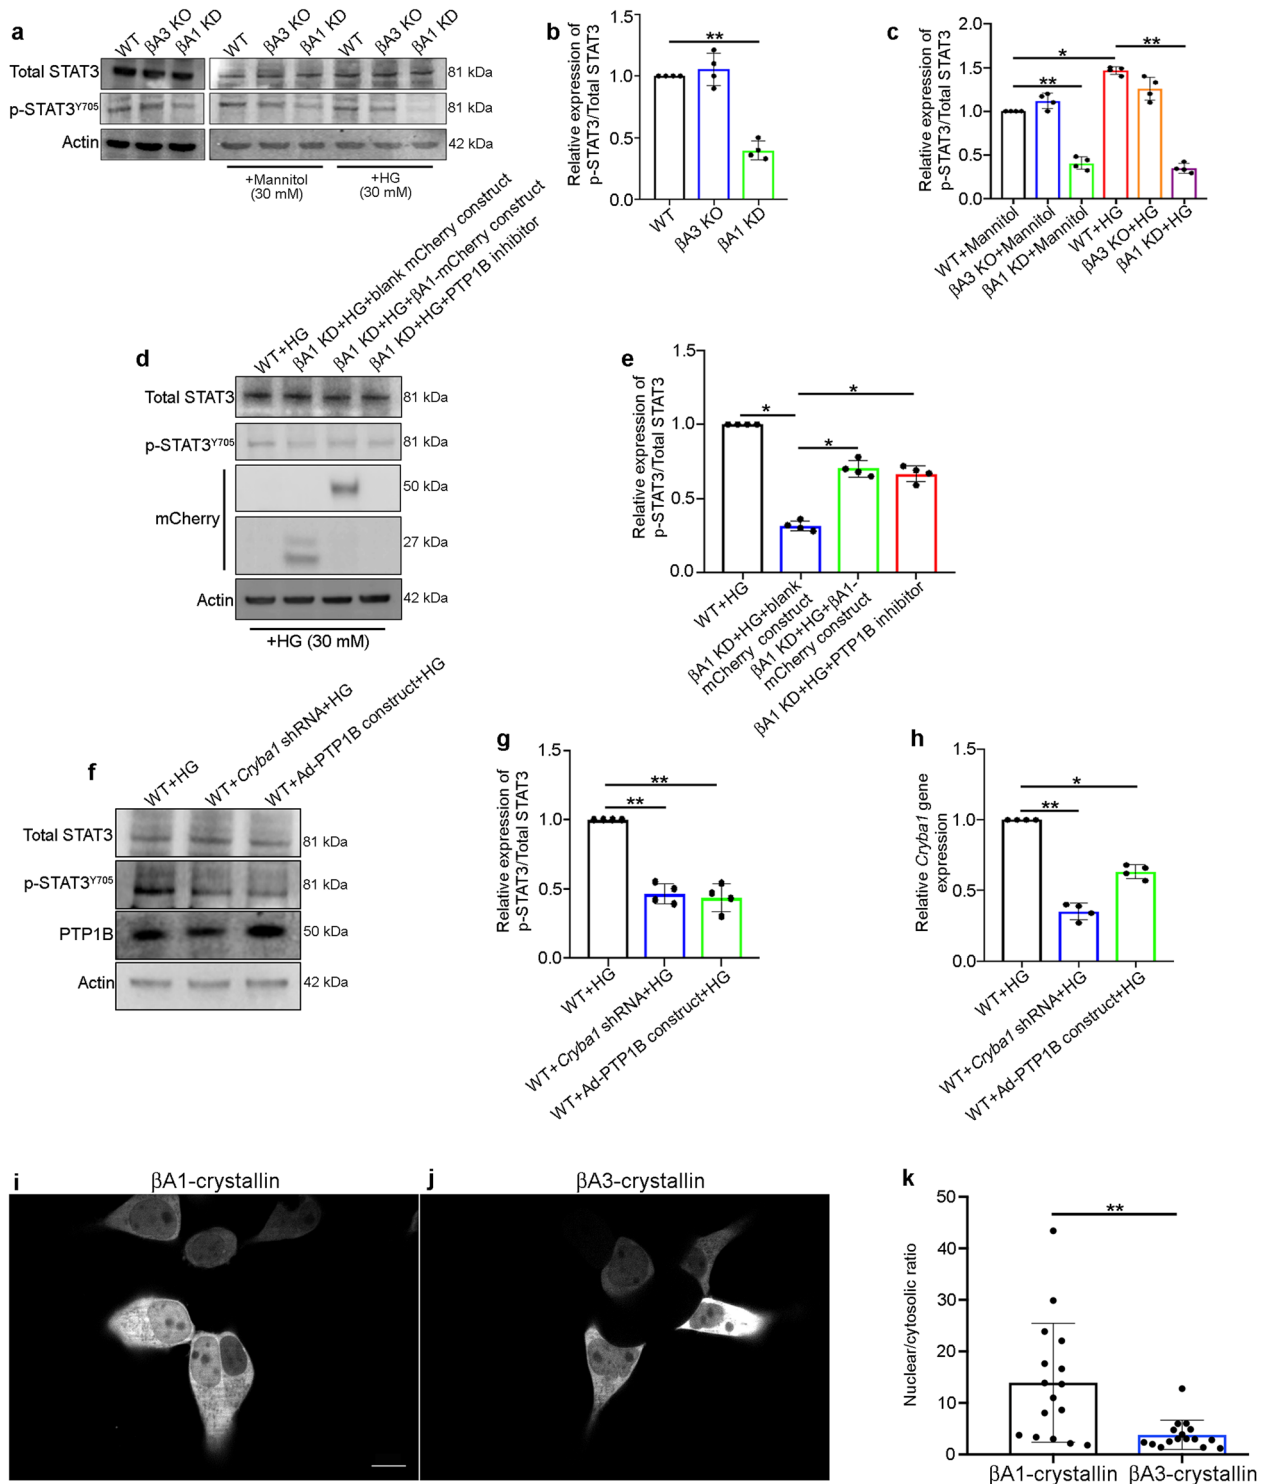 a
WT
βA3 KO
βA1 KD
WT
βA3 KO
βA1 KD
WT
βA3 KO
βA1 KD
Total STAT3
81 kDa
p-STAT3Y705
81 kDa
Actin
42 kDa
+Mannitol
(30 mM)
+HG
(30 mM)
b
Relative expression of
p-STAT3/Total STAT3
1.5
1.0
0.5
0.0
**
WT
βA3 KO
βA1 KD
c
Relative expression of
p-STAT3/Total STAT3
2.0
1.5
1.0
0.5
0.0
*
**
**
WT+Mannitol
βA3 KO+Mannitol
βA1 KD+Mannitol
WT+HG
βA3 KO+HG
βA1 KD+HG
d
WT+HG
βA1 KD+HG+blank mCherry construct
βA1 KD+HG+βA1-mCherry construct
βA1 KD+HG+PTP1B inhibitor
Total STAT3
81 kDa
p-STAT3Y705
81 kDa
mCherry
50 kDa
27 kDa
Actin
42 kDa
+HG (30 mM)
e
Relative expression of
p-STAT3/Total STAT3
1.5
1.0
0.5
0.0
*
*
*
WT+HG
βA1 KD+HG+blank
mCherry construct
βA1 KD+HG+βA1-
mCherry construct
βA1 KD+HG+PTP1B inhibitor
f
WT+HG
WT+Cryba1 shRNA+HG
WT+Ad-PTP1B construct+HG
Total STAT3
81 kDa
p-STAT3Y705
81 kDa
PTP1B
50 kDa
Actin
42 kDa
g
Relative expression of
p-STAT3/Total STAT3
1.5
1.0
0.5
0.0
**
**
WT+HG
WT+Cryba1 shRNA+HG
WT+Ad-PTP1B construct+HG
h
Relative Cryba1 gene
expression
1.5
1.0
0.5
0.0
*
**
WT+HG
WT+Cryba1 shRNA+HG
WT+Ad-PTP1B construct+HG
i
βA1-crystallin
j
βA3-crystallin
k
Nuclear/cytosolic ratio
50
40
30
20
10
0
**
βA1-crystallin
βA3-crystallin